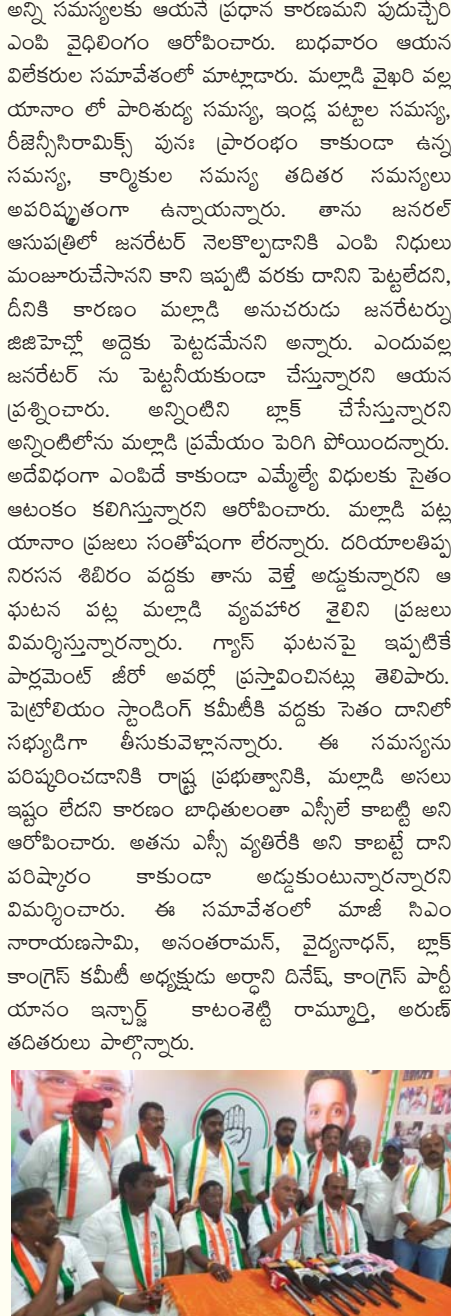 అన్ని సమస్యలకు ఆయనే ప్రధాన కారణమని పుదుచ్చేరి
ఎంపి వైధిలింగం ఆరోపించారు. బుధవారం ఆయన
విలేకరుల సమావేశంలో మాట్లాడారు. మల్లాడి వైఖరి వల్ల
యానాం లో పారిశుద్య సమస్య, ఇండ్ల పట్టాల సమస్య,
రీజెన్సీసిరామిక్స్ పునః ప్రారంభం కాకుండా ఉన్న
సమస్య, కార్మికుల సమస్య తదితర సమస్యలు
అపరిష్కృతంగా ఉన్నాయన్నారు. తాను జనరల్
ఆసుపత్రిలో జనరేటర్ నెలకొల్పడానికి ఎంపి నిధులు
మంజూరుచేసానని కాని ఇప్పటి వరకు దానిని పెట్టలేదని,
దీనికి కారణం మల్లాడి అనుచరుడు జనరేటర్ను
జిజిహెచ్లో అద్దెకు పెట్టడమేనని అన్నారు. ఎందువల్ల
జనరేటర్ ను పెట్టనీయకుండా చేస్తున్నారని ఆయన
ప్రశ్నించారు. అన్నింటిని బ్లాక్ చేసేస్తున్నారని
అన్నింటిలోను మల్లాడి ప్రమేయం పెరిగి పోయిందన్నారు.
అదేవిధంగా ఎంపిదే కాకుండా ఎమ్మేల్యే విధులకు సైతం
ఆటంకం కలిగిస్తున్నారని ఆరోపించారు. మల్లాడి పట్ల
యానాం ప్రజలు సంతోషంగా లేరన్నారు. దరియాలతిప్ప
నిరసన శిబిరం వద్దకు తాను వెళ్తే అడ్డుకున్నారని ఆ
ఘటన పట్ల మల్లాడి వ్యవహార శైలిని ప్రజలు
విమర్శిస్తున్నారన్నారు. గ్యాస్ ఘటనపై ఇప్పటికే
పార్లమెంట్ జీరో అవర్లో ప్రస్తావించినట్లు తెలిపారు.
పెట్రోలియం స్టాండింగ్ కమీటీకి వద్దకు సెతం దానిలో
సభ్యుడిగా తీసుకువెళ్లానన్నారు. ఈ సమస్యను
పరిష్కరించడానికి రాష్ట్ర ప్రభుత్వానికి, మల్లాడి అసలు
ఇష్టం లేదని కారణం బాధితులంతా ఎస్సీలే కాబట్టి అని
ఆరోపించారు. అతను ఎస్సీ వ్యతిరేకి అని కాబట్టే దాని
పరిష్కారం కాకుండా అడ్డుకుంటున్నారన్నారని
విమర్శించారు. ఈ సమావేశంలో మాజీ సిఎం
నారాయణసామి, అనంతరామన్, వైద్యనాధన్, బ్లాక్
కాంగ్రెస్ కమీటీ అధ్యక్షుడు అర్ధాని దినేష్, కాంగ్రెస్ పార్టీ
యానం ఇన్చార్జ్ కాటంశెట్టి రామ్మూర్తి, అరుణ్
తదితరులు పాల్గొన్నారు.